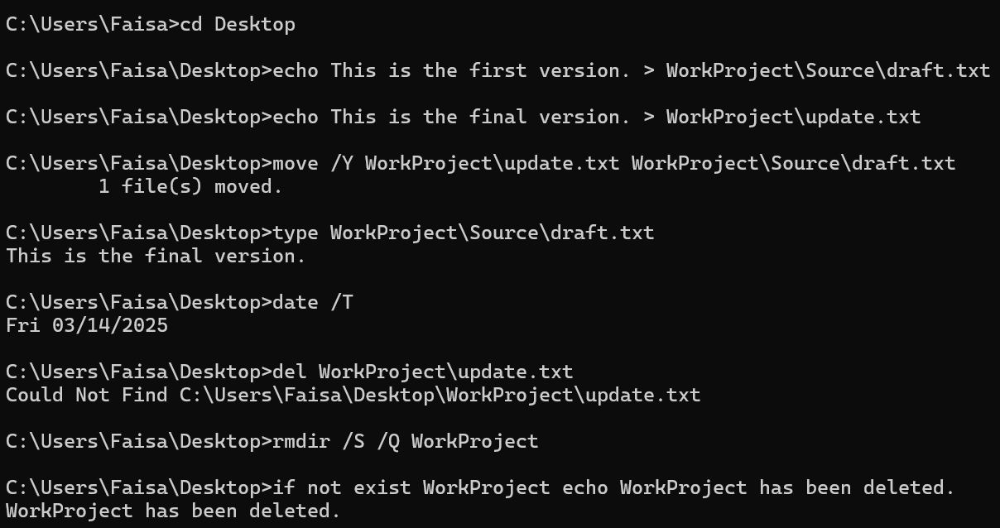 C:\Users\Faisa>cd Desktop
C:\Users\Faisa\Desktop>echo This is the first version. > WorkProject\Source\draft.txt
C:\Users\Faisa\Desktop>echo This is the final version. > WorkProject\update.txt
C:\Users\Faisa\Desktop>move /Y WorkProject\update.txt WorkProject\Source\draft.txt
        1 file(s) moved.
C:\Users\Faisa\Desktop>type WorkProject\Source\draft.txt
This is the final version.
C:\Users\Faisa\Desktop>date /T
Fri 03/14/2025
C:\Users\Faisa\Desktop>del WorkProject\update.txt
Could Not Find C:\Users\Faisa\Desktop\WorkProject\update.txt
C:\Users\Faisa\Desktop>rmdir /S /Q WorkProject
C:\Users\Faisa\Desktop>if not exist WorkProject echo WorkProject has been deleted.
WorkProject has been deleted.